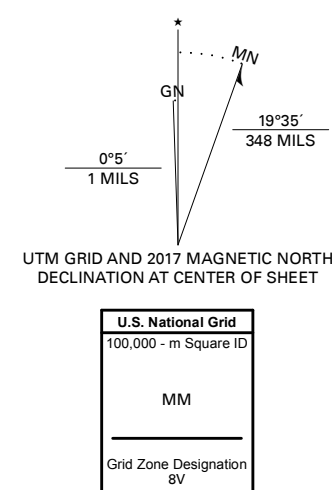 ★
MN
GN
19°35´
348 MILS
0°5´
1 MILS
UTM GRID AND 2017 MAGNETIC NORTH
DECLINATION AT CENTER OF SHEET
U.S. National Grid
100,000 - m Square ID
MM
Grid Zone Designation
8V